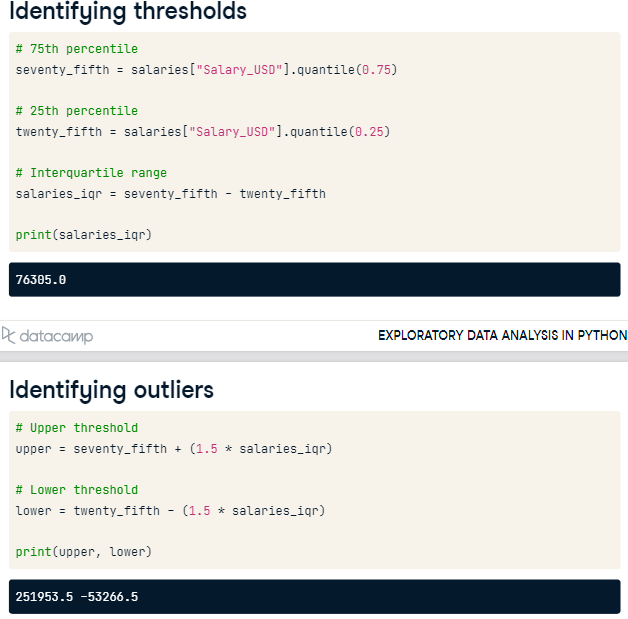 Identifying thresholds
# 75th percentile
seventy_fifth = salaries["Salary_USD"].quantile(0.75)
# 25th percentile
twenty_fifth = salaries["Salary_USD"].quantile(0.25)
# Interquartile range
salaries_iqr = seventy_fifth - twenty_fifth
print(salaries_iqr)
76305.0
datacamp
EXPLORATORY DATA ANALYSIS IN PYTHON
Identifying outliers
# Upper threshold
upper = seventy_fifth + (1.5 * salaries_iqr)
# Lower threshold
lower = twenty_fifth - (1.5 * salaries_iqr)
print(upper, lower)
251953.5 -53266.5